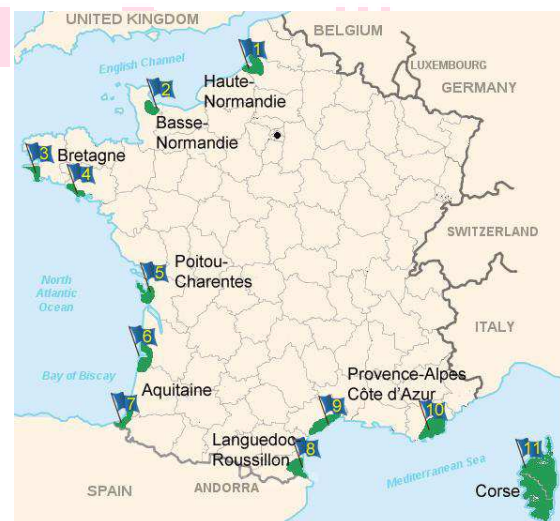 UNITED KINGDOM
BELGIUM
English Channel
1
LUXEMBOURG
Haute-
Normandie
GERMANY
2
Basse-
Normandie
3
Bretagne
4
SWITZERLAND
5
Poitou-
Charentes
North
Atlantic
Ocean
6
ITALY
Bay of Biscay
Provence-Alpes
Côte d'Azur
7
Aquitaine
9
10
Languedoc-
Roussillon
8
11
Mediterranean Sea
SPAIN
ANDORRA
Corse